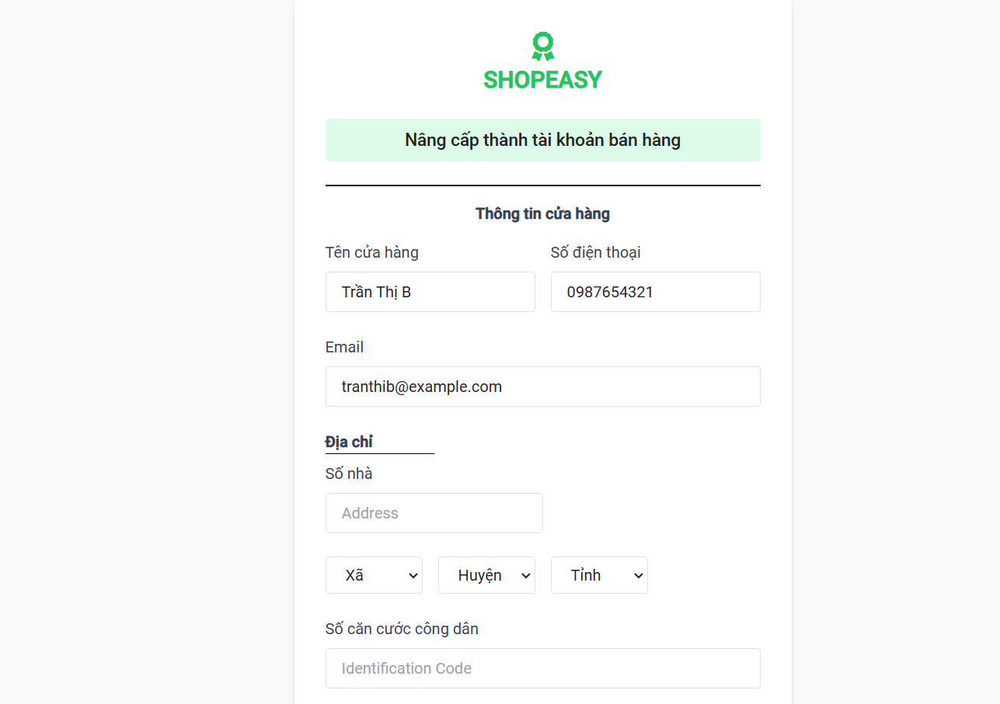 SHOPEASY
Nâng cấp thành tài khoản bán hàng
Thông tin cửa hàng
Tên cửa hàng Số điện thoại
Trần Thị B 0987654321
Email
tranthib@example.com
Địa chỉ
Số nhà
Address
Xã Huyện Tỉnh
Số căn cước công dân
Identification Code